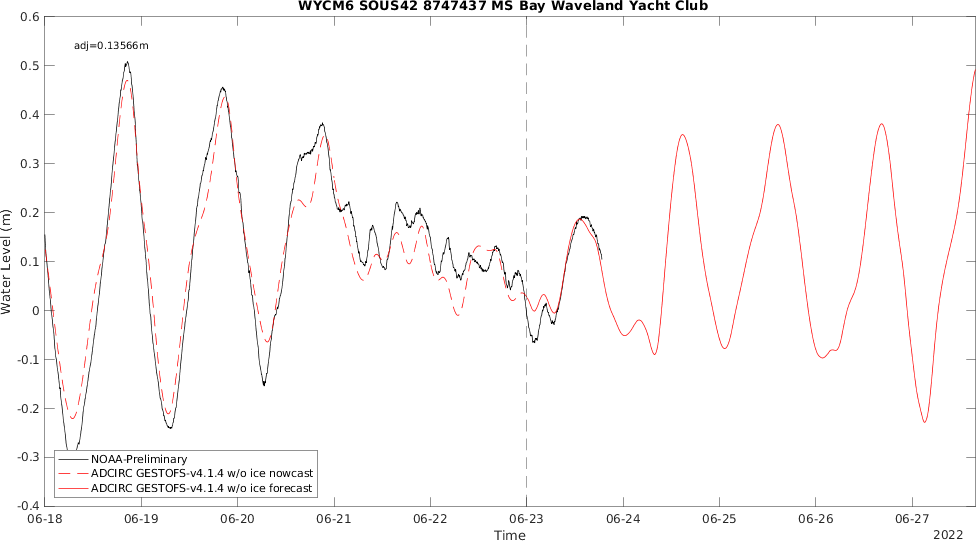 WYCM6 SOUS42 8747437 MS Bay Waveland Yacht Club
adj=0.13566m
0.6
0.5
0.4
0.3
0.2
0.1
0
-0.1
-0.2
-0.3
-0.4
Water Level (m)
NOAA-Preliminary
ADCIRC GESTOFS-v4.1.4 w/o ice nowcast
ADCIRC GESTOFS-v4.1.4 w/o ice forecast
06-18 06-19 06-20 06-21 06-22 06-23 06-24 06-25 06-26 06-27
Time
2022